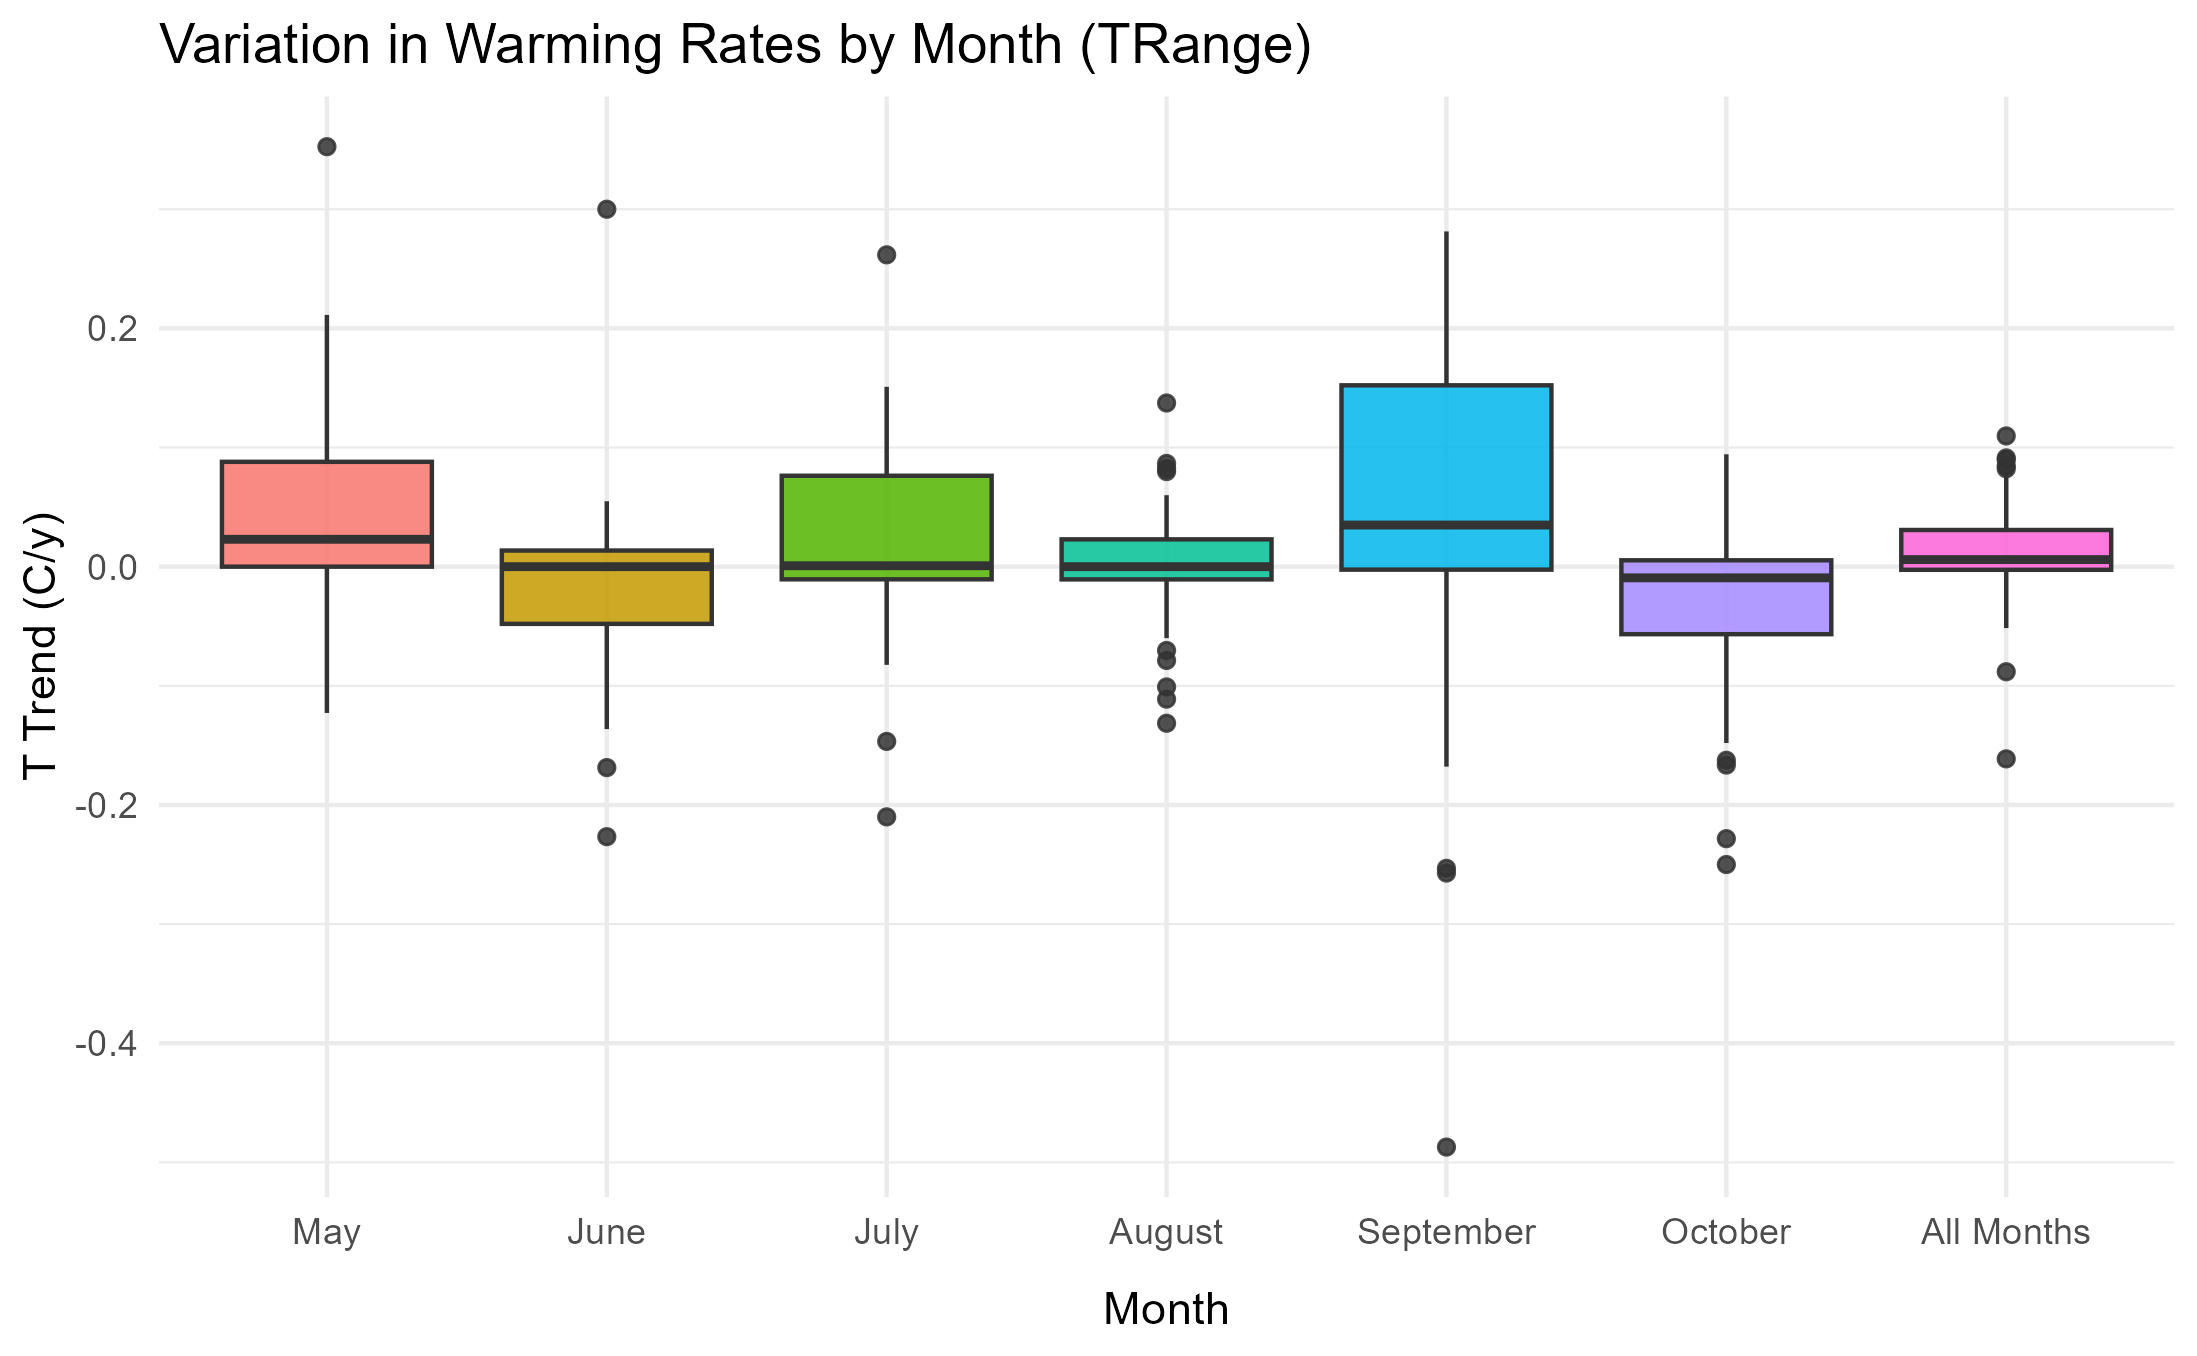 Variation in Warming Rates by Month (TRange)
T Trend (C/y)
0.2
0.0
-0.2
-0.4
May June July August September October All Months
Month